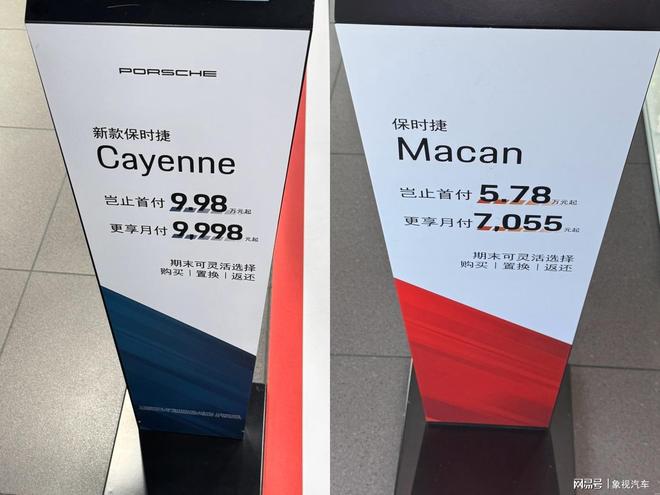 PORSCHE
新款保时捷
Cayenne
岂止首付 9.98 万元起
更享月付 9,998 元起
期末可灵活选择
购买 | 置换 | 返还
保时捷
Macan
岂止首付 5.78 万元起
更享月付 7,055 元起
期末可灵活选择
购买 | 置换 | 返还
网易号 | 象视汽车